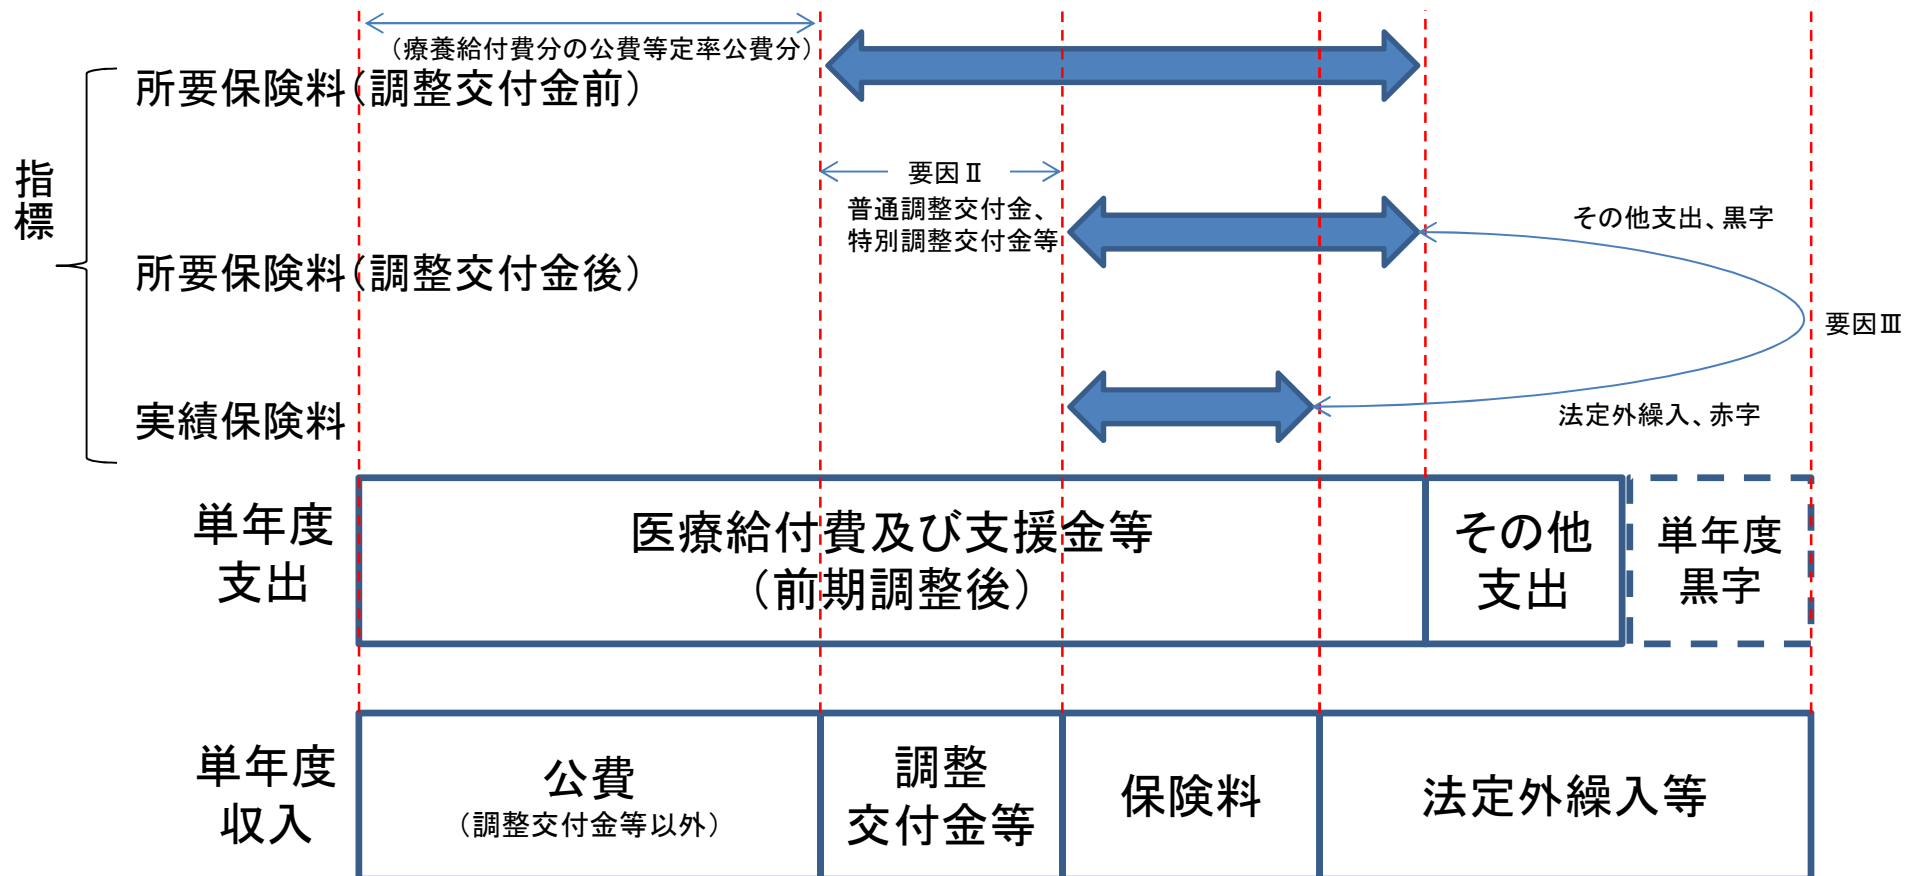 （療養給付費分の公費等定率公費分）
所要保険料（調整交付金前）
指標
要因Ⅱ
普通調整交付金、
特別調整交付金等
その他支出、黒字
所要保険料（調整交付金後）
要因Ⅲ
実績保険料
法定外繰入、赤字
単年度
支出
医療給付費及び支援金等
（前期調整後）
その他
支出
単年度
黒字
単年度
収入
公費
（調整交付金等以外）
調整
交付金等
保険料
法定外繰入等